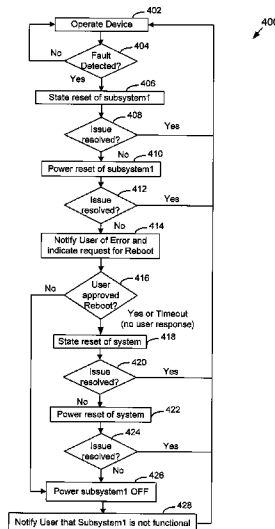 402
Operate Device
400
404
No
Fault
Detected?
Yes
406
State reset of subsystem1
408
Issue
resolved?
Yes
No
410
Power reset of subsystem1
412
Issue
resolved?
Yes
No
414
Notify User of Error and
indicate request for Reboot
416
No
User
approved
Reboot?
Yes or Timeout
(no user response)
418
State reset of system
420
Issue
resolved?
Yes
No
422
Power reset of system
424
Issue
resolved?
Yes
No
426
Power subsystem1 OFF
428
Notify User that Subsystem1 is not functional